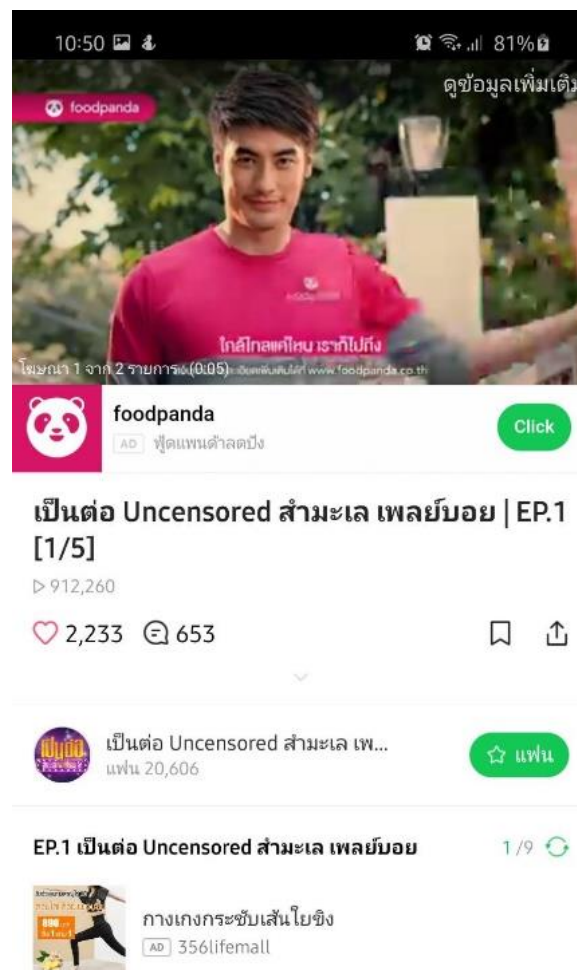 10:50
81%
ดูข้อมูลเพิ่มเติม
foodpanda
ใกล้ไกลแค่ไหน เราก็ไปถึง
โฆษณา 1 จาก 2 รายการ (0:05)
www.foodpanda.co.th
foodpanda
AD ฟู้ดแพนด้าลดปัง
Click
เป็นต่อ Uncensored สำมะเล เพลย์บอย | EP.1
[1/5]
912,260
2,233 653
เป็นต่อ Uncensored สำมะเล เพ...
แฟน 20,606
แฟน
EP.1 เป็นต่อ Uncensored สำมะเล เพลย์บอย 1/9
กางเกงกระชับเส้นโยขิง
AD 356lifemall